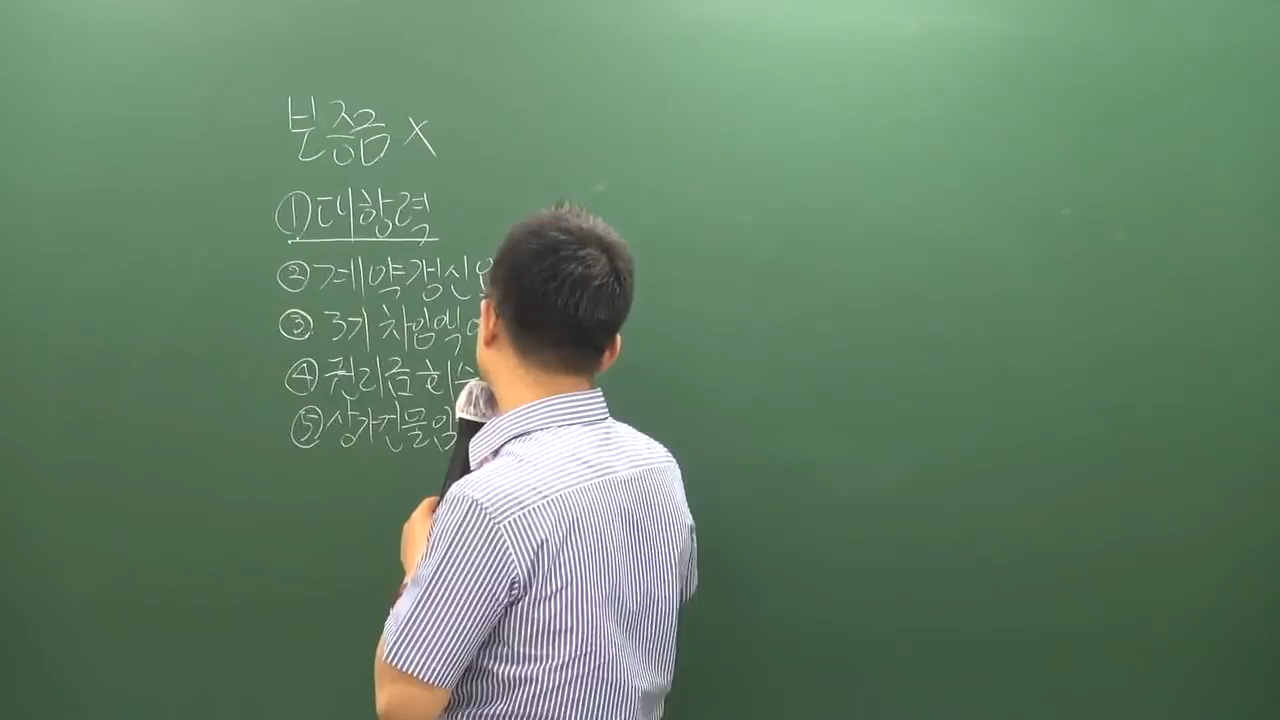 보증금 X
① 대항력
② 계약갱신
③ 3기 차임액
④ 권리금 회수
⑤ 상가건물임